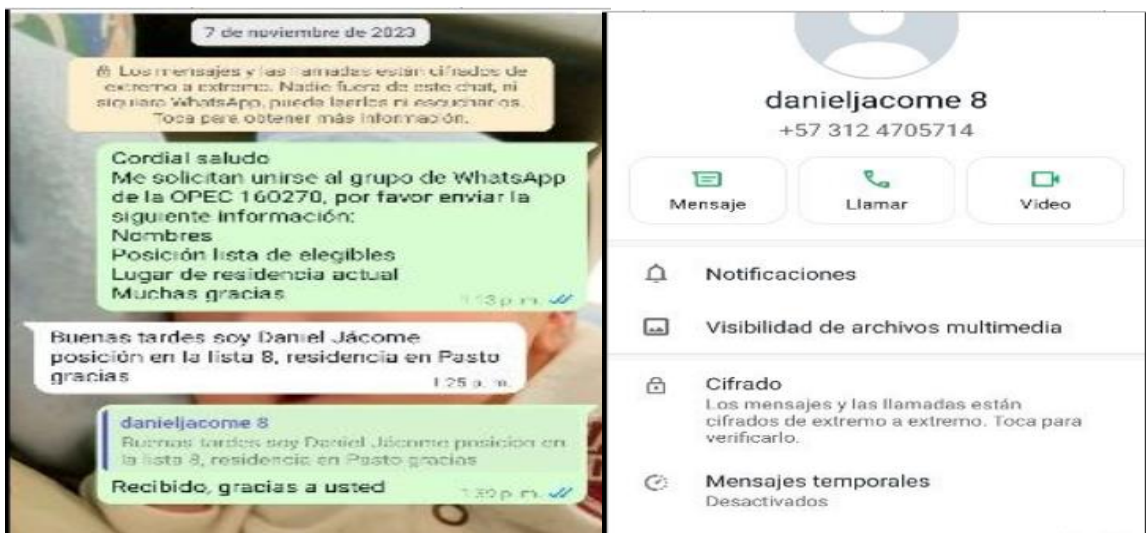 7 de noviembre de 2023
Los mensajes y las llamadas están cifrados de
extremo a extremo. Nadie fuera de este chat, ni
siquiera WhatsApp, puede leerlos ni escucharlos.
Toca para obtener más información.
Cordial saludo
Me solicitan unirse al grupo de WhatsApp
de la OPEC 160270, por favor enviar la
siguiente información:
Nombres
Posición lista de elegibles
Lugar de residencia actual
Muchas gracias
1:13 p. m.
Buenas tardes soy Daniel Jácome
posición en la lista 8, residencia en Pasto
gracias
1:25 p. m.
danieljacome 8
Buenas tardes soy Daniel Jácome posición en
la lista 8, residencia en Pasto gracias
Recibido, gracias a usted
p. m.
danieljacome 8
+57 312 4705714
Mensaje
Llamar
Video
Notificaciones
Visibilidad de archivos multimedia
Cifrado
Los mensajes y las llamadas están
cifrados de extremo a extremo. Toca para
verificarlo.
Mensajes temporales
Desactivados